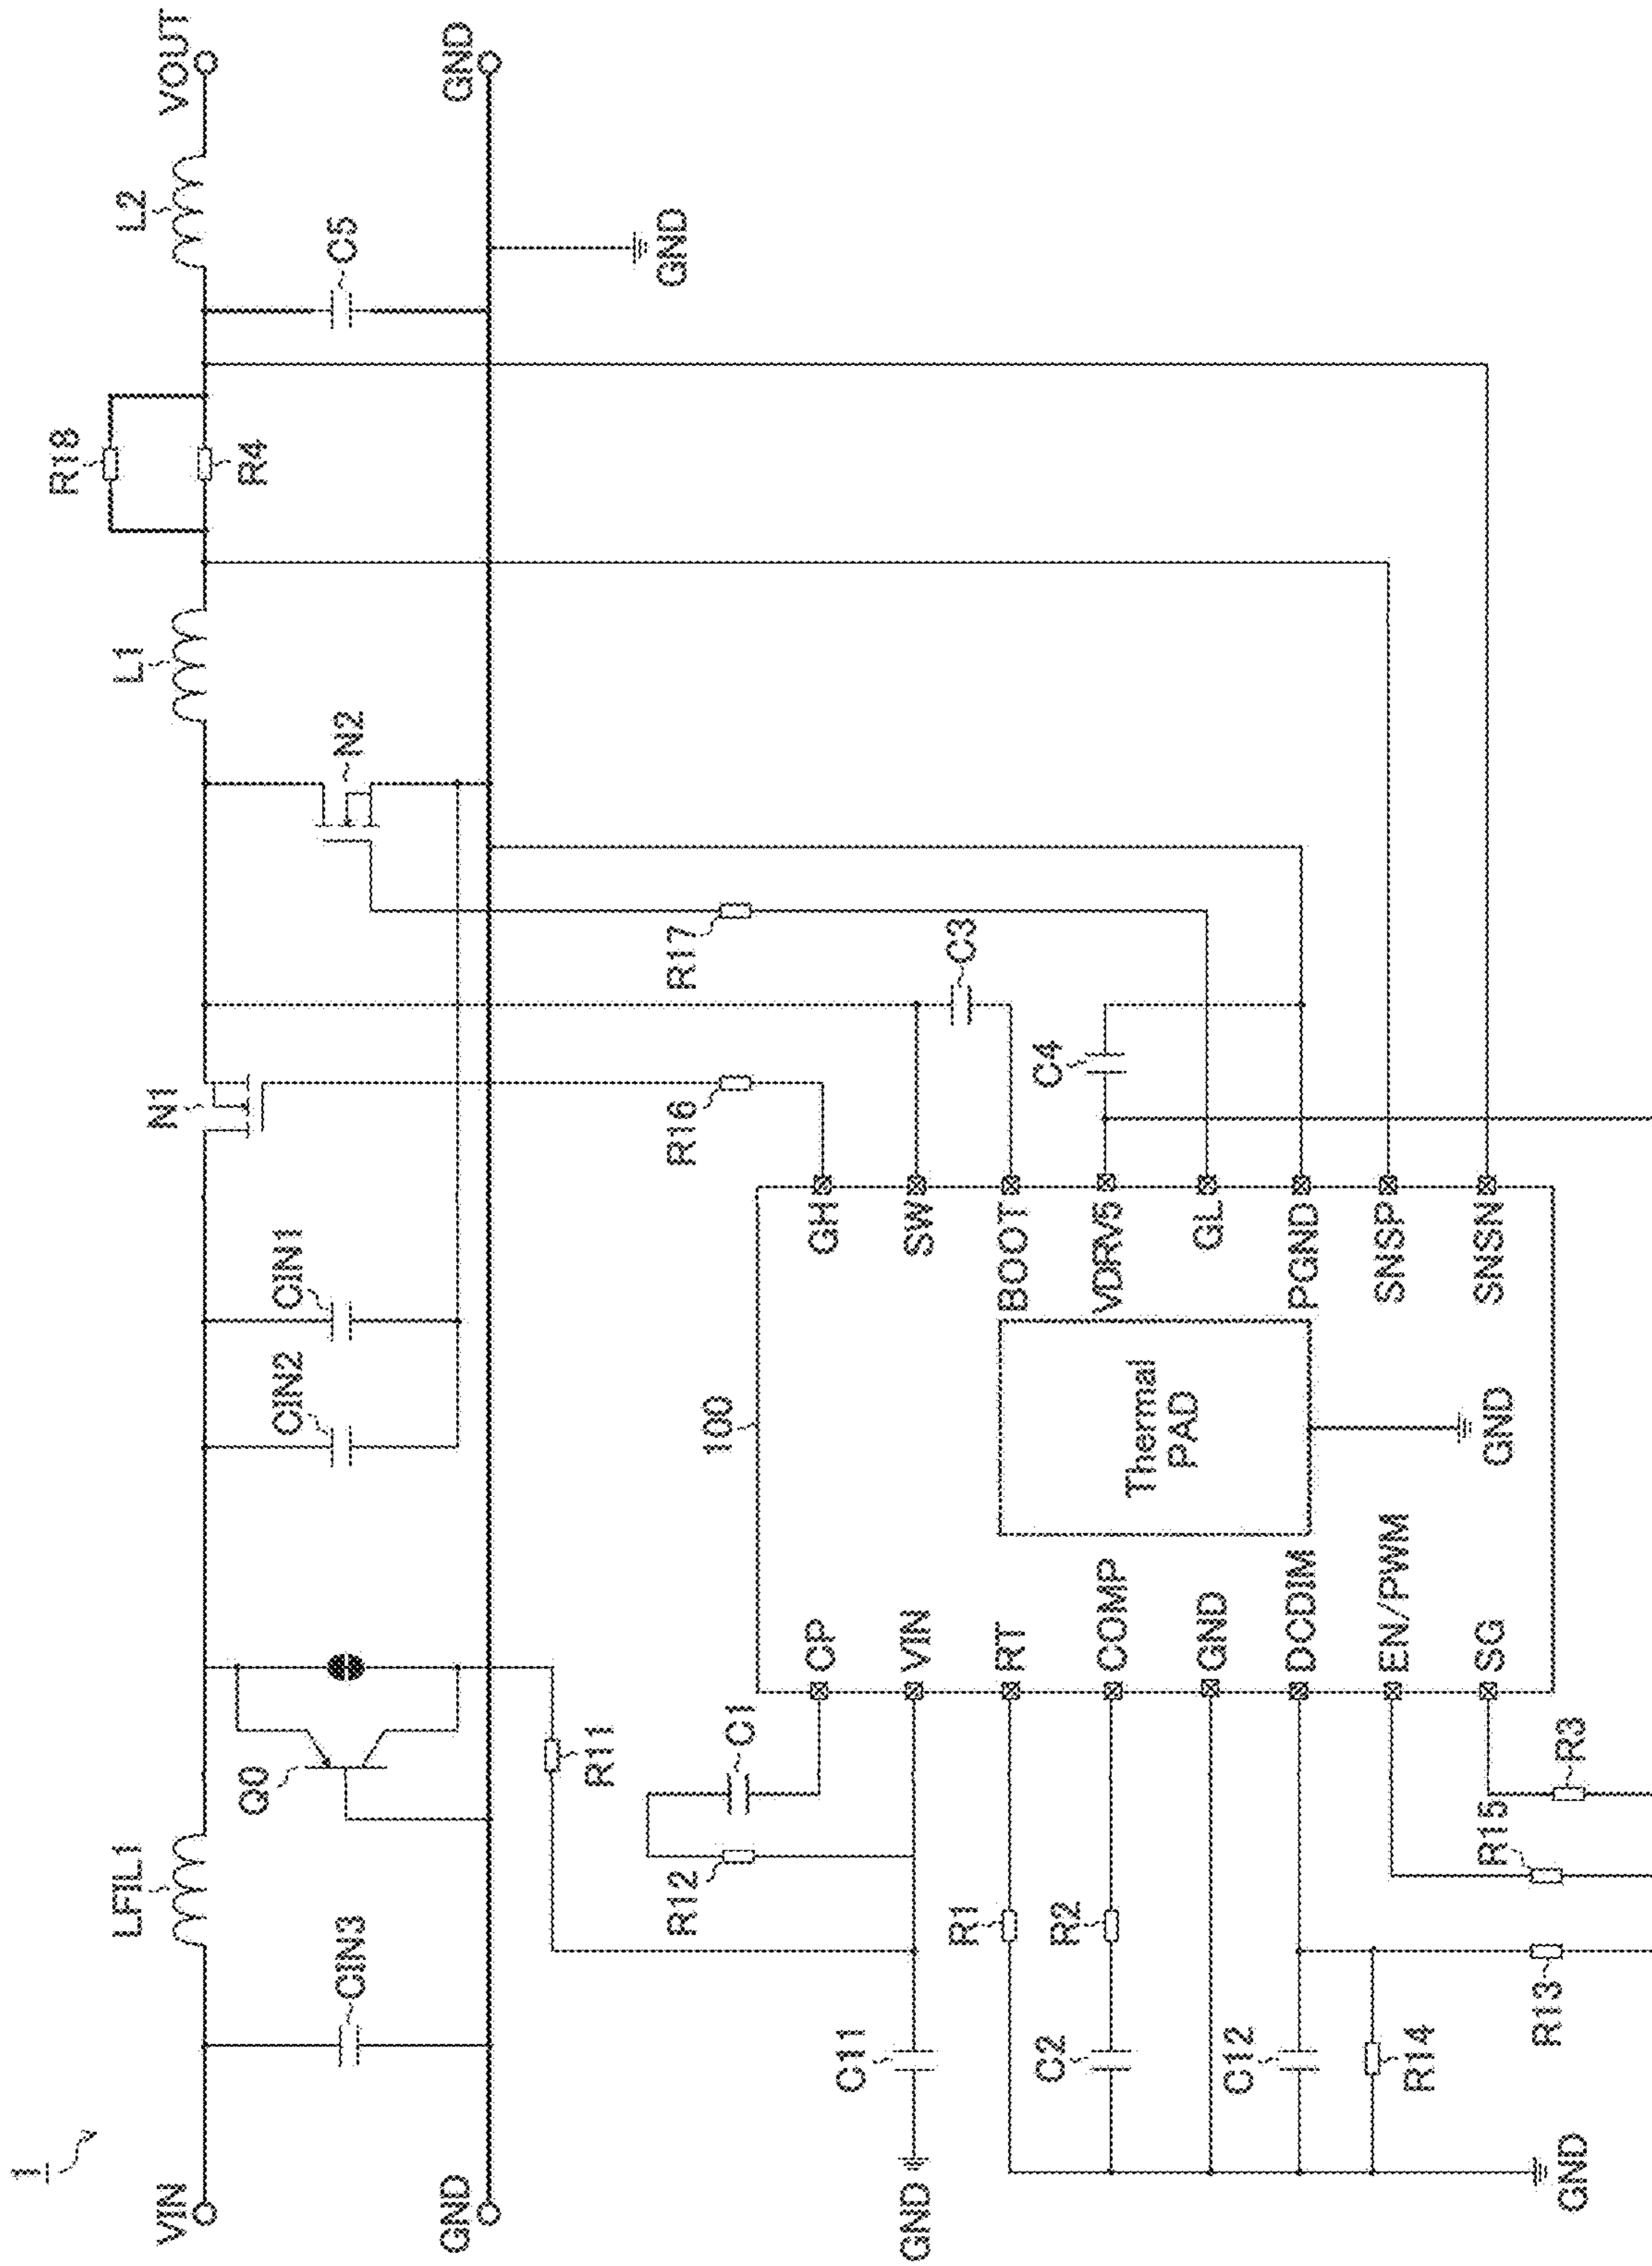 1
VIN
GND
CIN3
LFIL1
Q0
CIN2
CIN1
N1
N2
L1
R18
R4
C5
L2
VOUT
GND
GND
R11
R12
C1
C11
GND
R1
R2
C2
C12
R14
R13
R15
R3
GND
100
CP
VIN
RT
COMP
GND
DCDIM
EN/PWM
SG
Thermal
PAD
GND
GH
SW
BOOT
VDRV5
GL
PGND
SNSP
SNSN
R16
R17
C3
C4